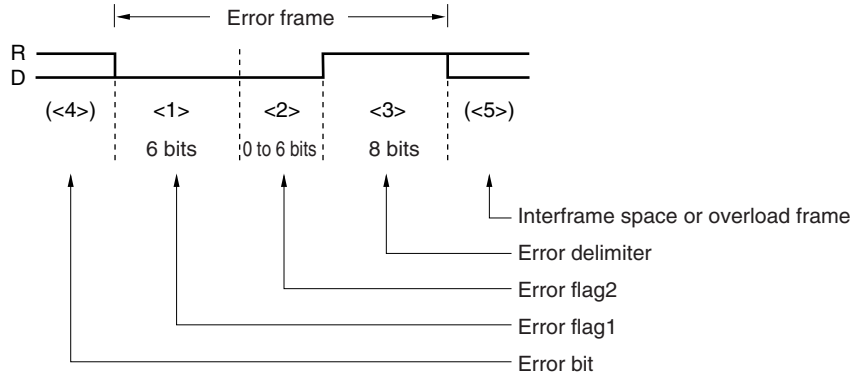 Error frame
R
D
(<4>) <1> <2> <3> (<5>)
6 bits 0 to 6 bits 8 bits
Interframe space or overload frame
Error delimiter
Error flag2
Error flag1
Error bit